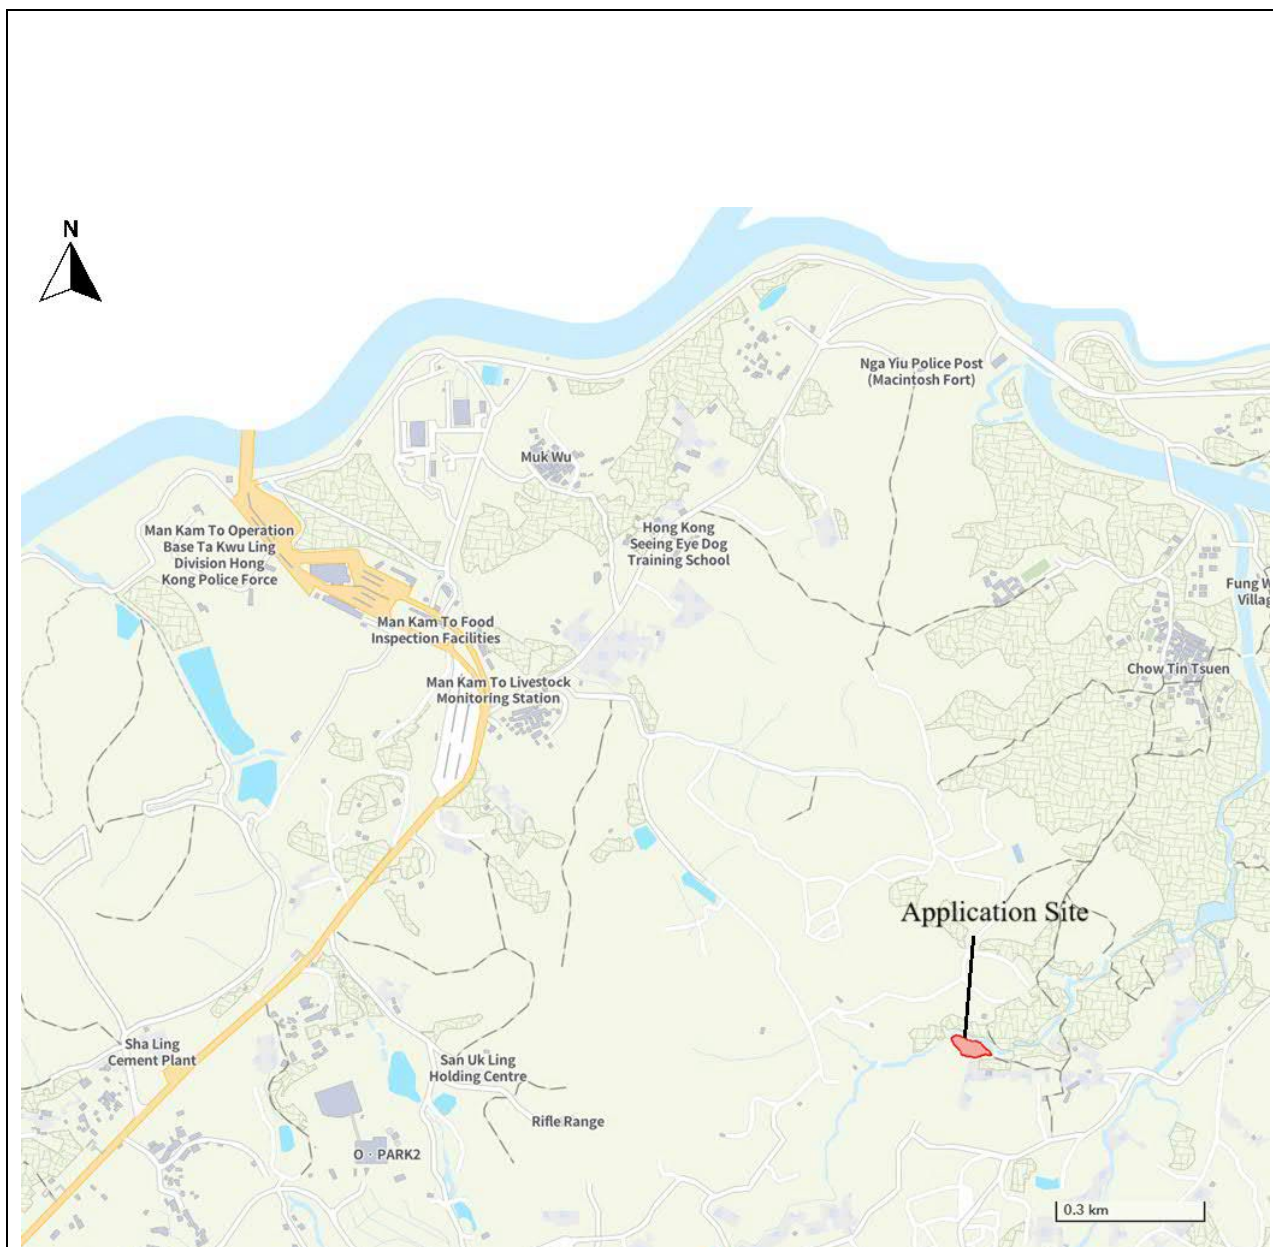 N
Nga Yiu Police Post
(Macintosh Fort)
Muk Wu
Man Kam To Operation
Base Ta Kwu Ling
Division Hong
Kong Police Force
Hong Kong
Seeing Eye Dog
Training School
Fung W
Villag
Man Kam To Food
Inspection Facilities
Chow Tin Tsuen
Man Kam To Livestock
Monitoring Station
Application Site
Sha Ling
Cement Plant
San Uk Ling
Holding Centre
Rifle Range
O · PARK2
0.3 km